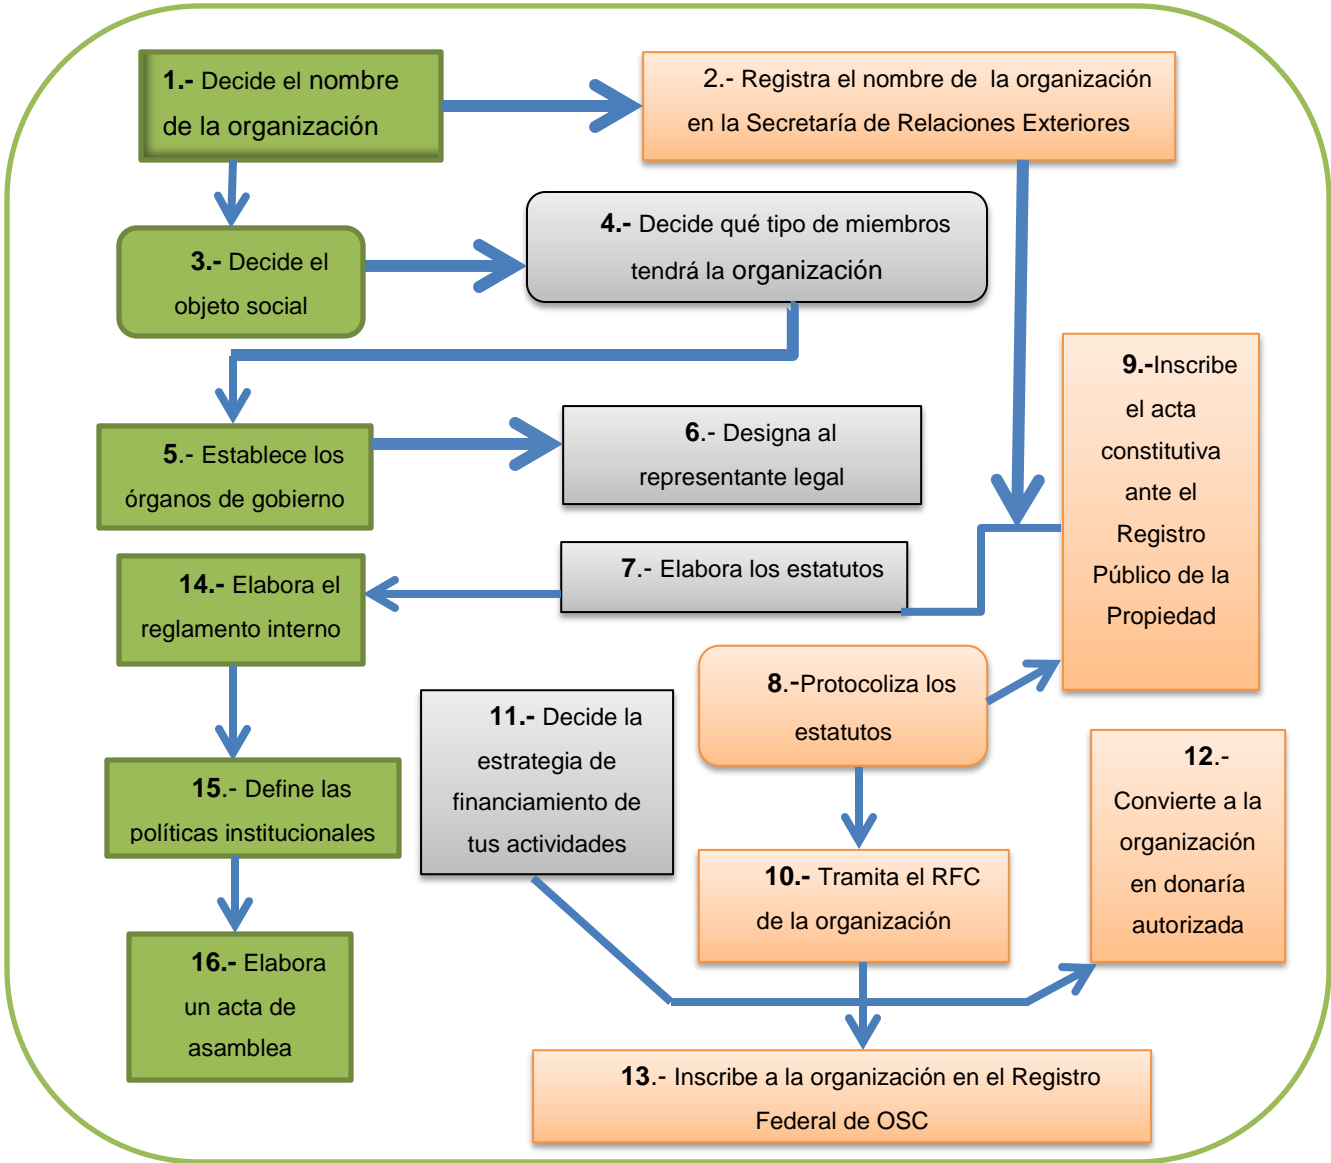 1.- Decide el nombre
de la organización
2.- Registra el nombre de la organización
en la Secretaría de Relaciones Exteriores
3.- Decide el
objeto social
4.- Decide qué tipo de miembros
tendrá la organización
5.- Establece los
órganos de gobierno
6.- Designa al
representante legal
7.- Elabora los estatutos
8.-Protocoliza los
estatutos
9.-Inscribe
el acta
constitutiva
ante el
Registro
Público de la
Propiedad
10.- Tramita el RFC
de la organización
11.- Decide la
estrategia de
financiamiento de
tus actividades
12.-
Convierte a la
organización
en donaría
autorizada
13.- Inscribe a la organización en el Registro
Federal de OSC
14.- Elabora el
reglamento interno
15.- Define las
políticas institucionales
16.- Elabora
un acta de
asamblea